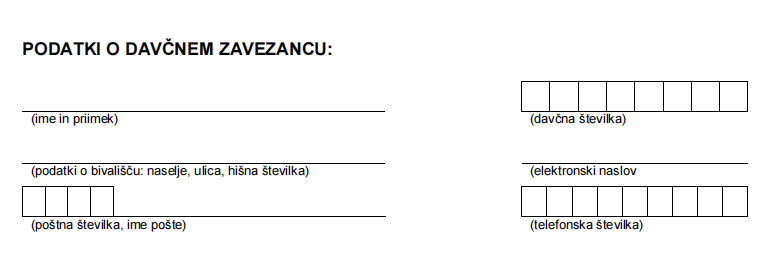 PODATKI O DAVČNEM ZAVEZANCU:
(ime in priimek)
(davčna številka)
(podatki o bivališču: naselje, ulica, hišna številka)
(elektronski naslov
(poštna številka, ime pošte)
(telefonska številka)